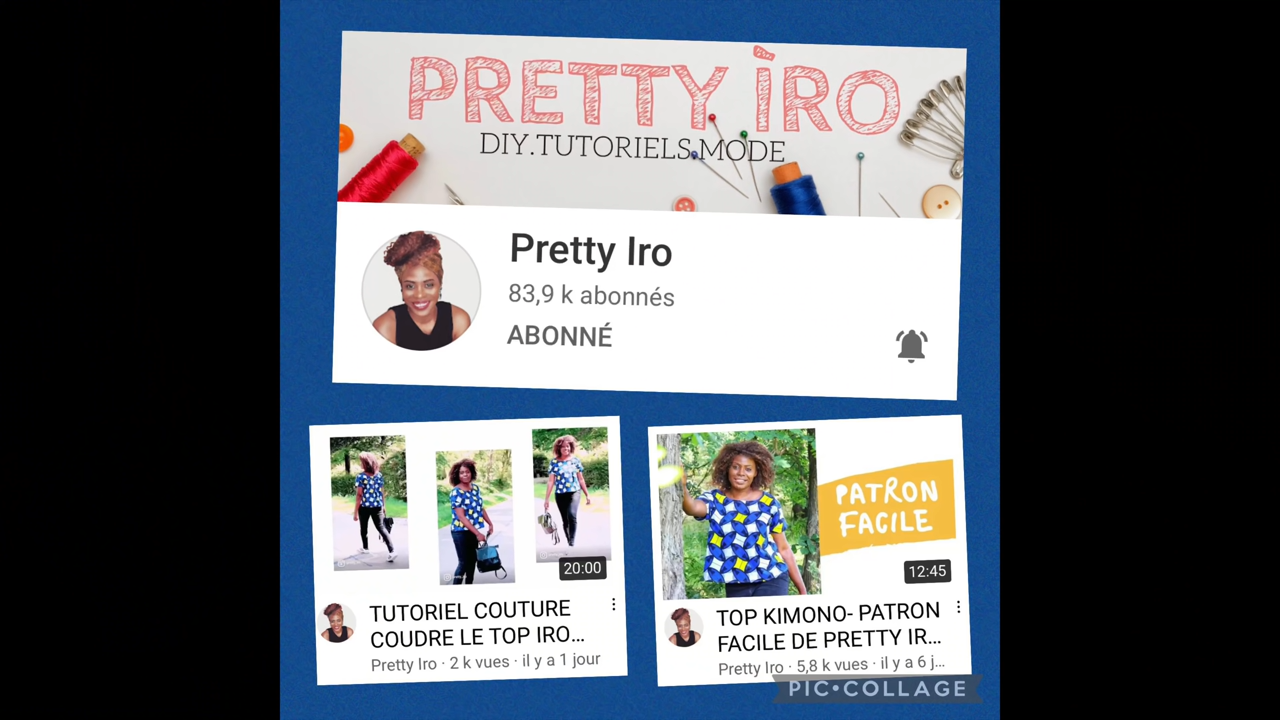 PRETTY ÌRO
DIY.TUTORIELS.MODE
Pretty Iro
83,9 k abonnés
ABONNÉ
20:00
TUTORIEL COUTURE
COUDRE LE TOP IRO...
Pretty Iro · 2 k vues · il y a 1 jour
PATRON
FACILE
12:45
TOP KIMONO- PATRON
FACILE DE PRETTY IR...
Pretty Iro · 5,8 k vues · il y a 6 j...
PIC•COLLAGE